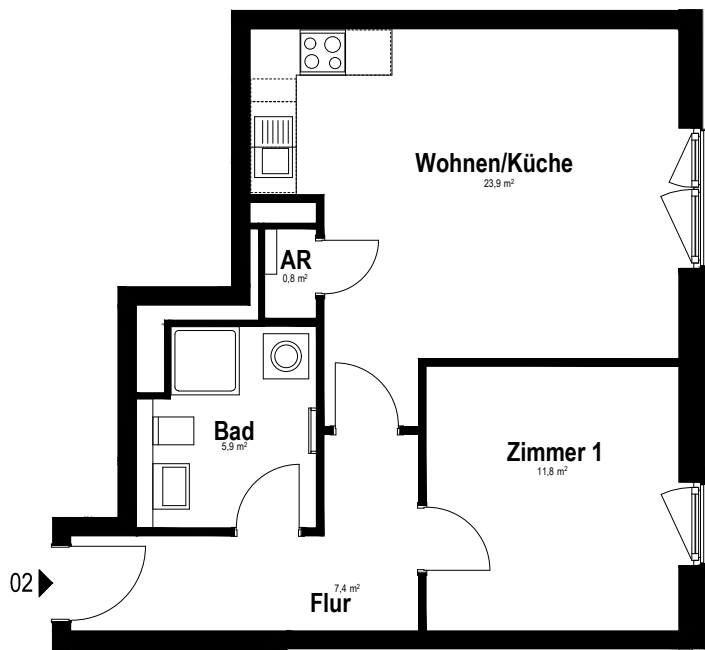 Wohnen/Küche
23,9 m²
AR
0,8 m²
Bad
5,9 m²
Zimmer 1
11,8 m²
02
7,4 m²
Flur